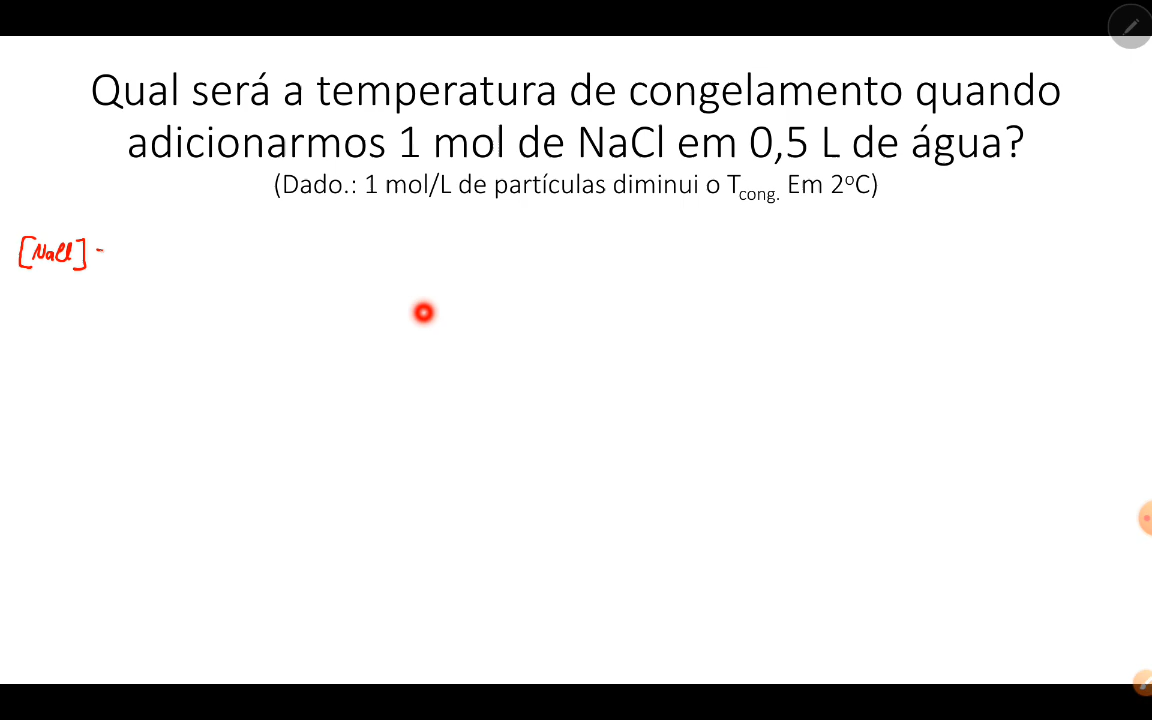 Qual será a temperatura de congelamento quando
adicionarmos 1 mol de NaCl em 0,5 L de água?
(Dado.: 1 mol/L de partículas diminui o Tcong. Em 2ºC)
[NaCl] -